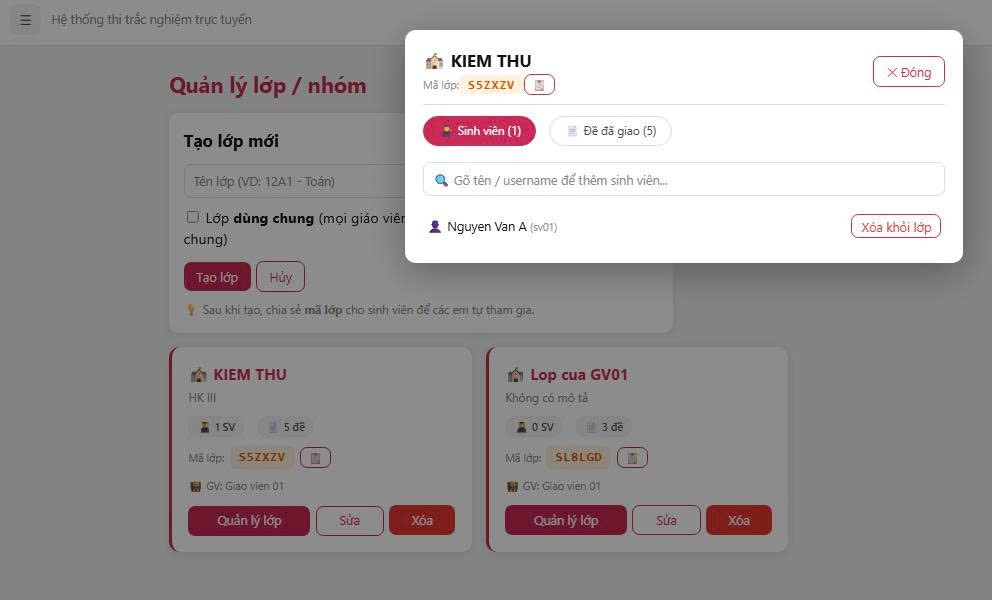 ☰ Hệ thống thi trắc nghiệm trực tuyến
KIEM THU
Mã lớp: S5ZXZV
× Đóng
Sinh viên (1) Đề đã giao (5)
Gõ tên / username để thêm sinh viên...
Nguyen Van A (sv01) Xóa khỏi lớp
Quản lý lớp / nhóm
Tạo lớp mới
Tên lớp (VD: 12A1 - Toán)
Lớp dùng chung (mọi giáo viên
chung)
Tạo lớp Hủy
Sau khi tạo, chia sẻ mã lớp cho sinh viên để các em tự tham gia.
KIEM THU
HK III
1 SV 5 đề
Mã lớp: S5ZXZV
GV: Giao vien 01
Quản lý lớp Sửa Xóa
Lop cua GV01
Không có mô tả
0 SV 3 đề
Mã lớp: SL8LGD
GV: Giao vien 01
Quản lý lớp Sửa Xóa